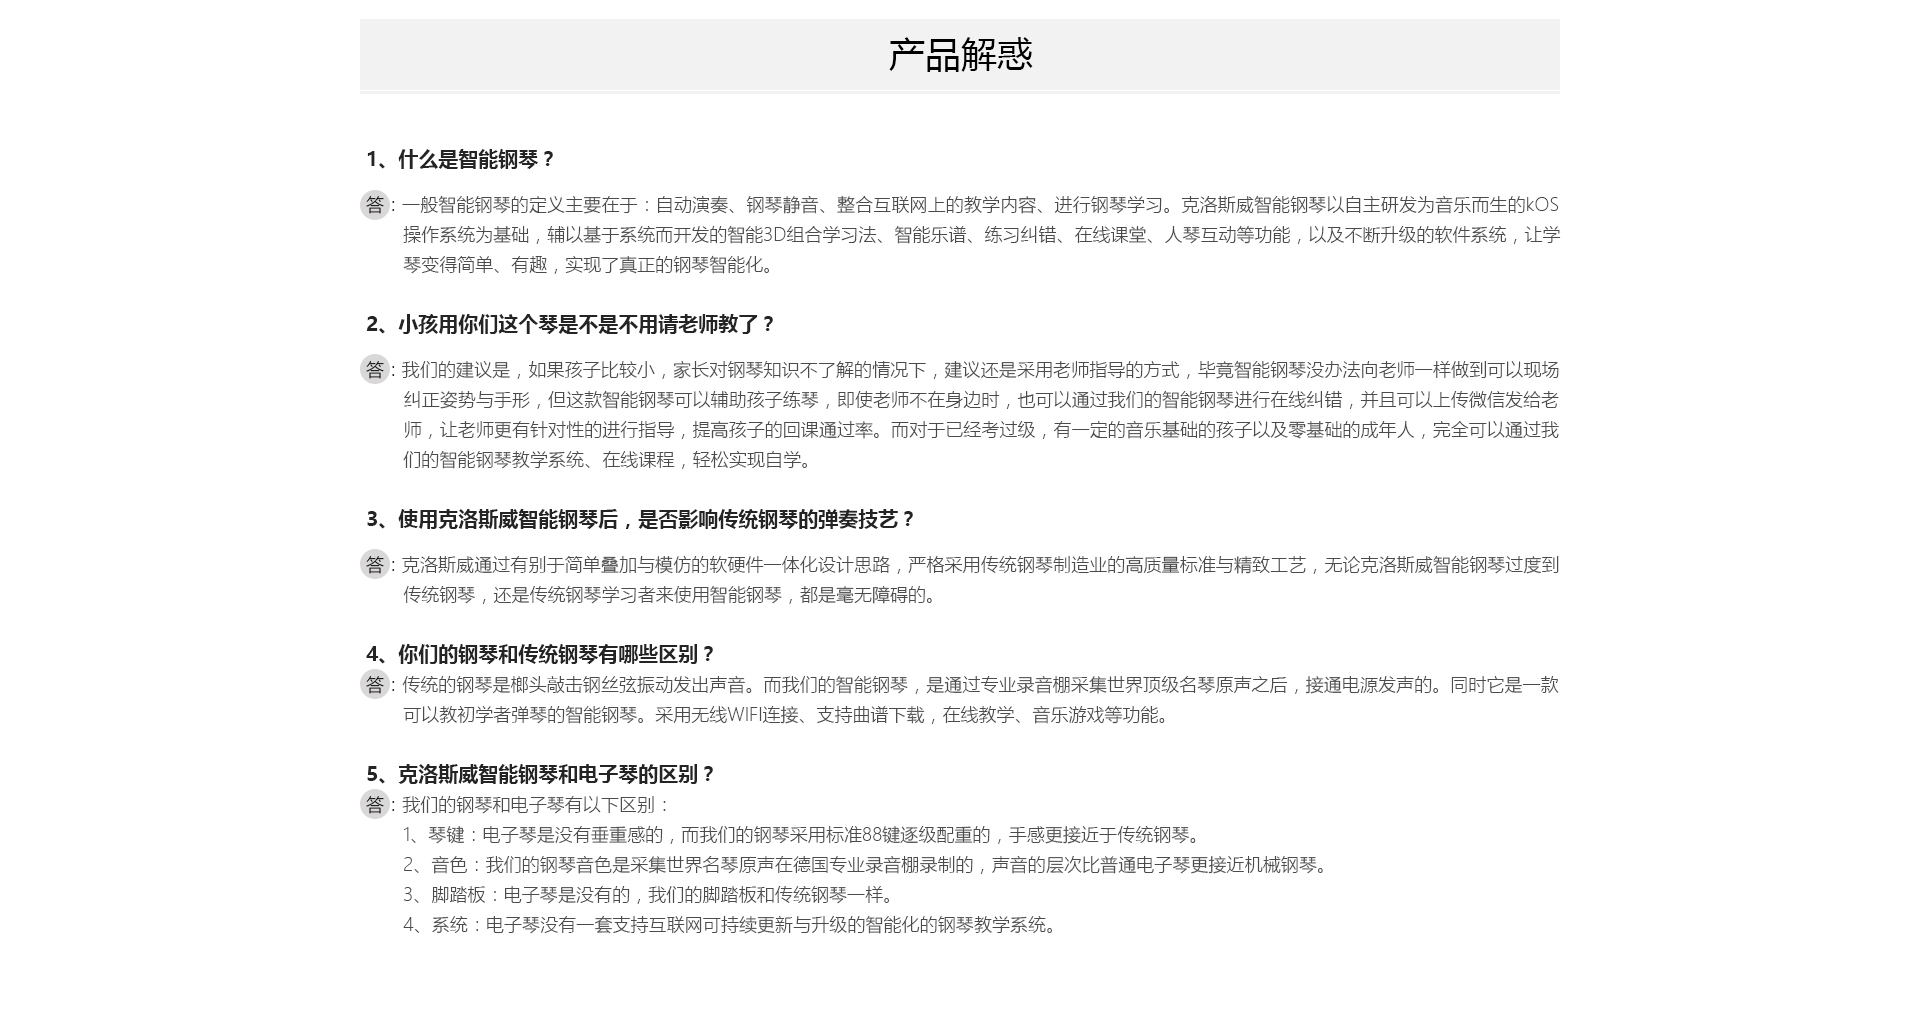 产品解惑
1、什么是智能钢琴？
答：一般智能钢琴的定义主要在于：自动演奏、钢琴静音、整合互联网上的教学内容、进行钢琴学习。克洛斯威智能钢琴以自主研发为音乐而生的kOS
操作系统为基础，辅以基于系统而开发的智能3D组合学习法、智能乐谱、练习纠错、在线课堂、人琴互动等功能，以及不断升级的软件系统，让学
琴变得简单、有趣，实现了真正的钢琴智能化。
2、小孩用你们这个琴是不是不用请老师教了？
答：我们的建议是，如果孩子比较小，家长对钢琴知识不了解的情况下，建议还是采用老师指导的方式，毕竟智能钢琴没办法向老师一样做到可以现场
纠正姿势与手形，但这款智能钢琴可以辅助孩子练琴，即使老师不在身边时，也可以通过我们的智能钢琴进行在线纠错，并且可以上传微信发给老
师，让老师更有针对性的进行指导，提高孩子的回课通过率。而对于已经考过级，有一定的音乐基础的孩子以及零基础的成年人，完全可以通过我
们的智能钢琴教学系统、在线课程，轻松实现自学。
3、使用克洛斯威智能钢琴后，是否影响传统钢琴的弹奏技艺？
答：克洛斯威通过有别于简单叠加与模仿的软硬件一体化设计思路，严格采用传统钢琴制造业的高质量标准与精致工艺，无论克洛斯威智能钢琴过度到
传统钢琴，还是传统钢琴学习者来使用智能钢琴，都是毫无障碍的。
4、你们的钢琴和传统钢琴有哪些区别？
答：传统的钢琴是榔头敲击钢丝弦振动发出声音。而我们的智能钢琴，是通过专业录音棚采集世界顶级名琴原声之后，接通电源发声的。同时它是一款
可以教初学者弹琴的智能钢琴。采用无线WIFI连接、支持曲谱下载，在线教学、音乐游戏等功能。
5、克洛斯威智能钢琴和电子琴的区别？
答：我们的钢琴和电子琴有以下区别：
1、琴键：电子琴是没有垂重感的，而我们的钢琴采用标准88键逐级配重的，手感更接近于传统钢琴。
2、音色：我们的钢琴音色是采集世界名琴原声在德国专业录音棚录制的，声音的层次比普通电子琴更接近机械钢琴。
3、脚踏板：电子琴是没有的，我们的脚踏板和传统钢琴一样。
4、系统：电子琴没有一套支持互联网可持续更新与升级的智能化的钢琴教学系统。